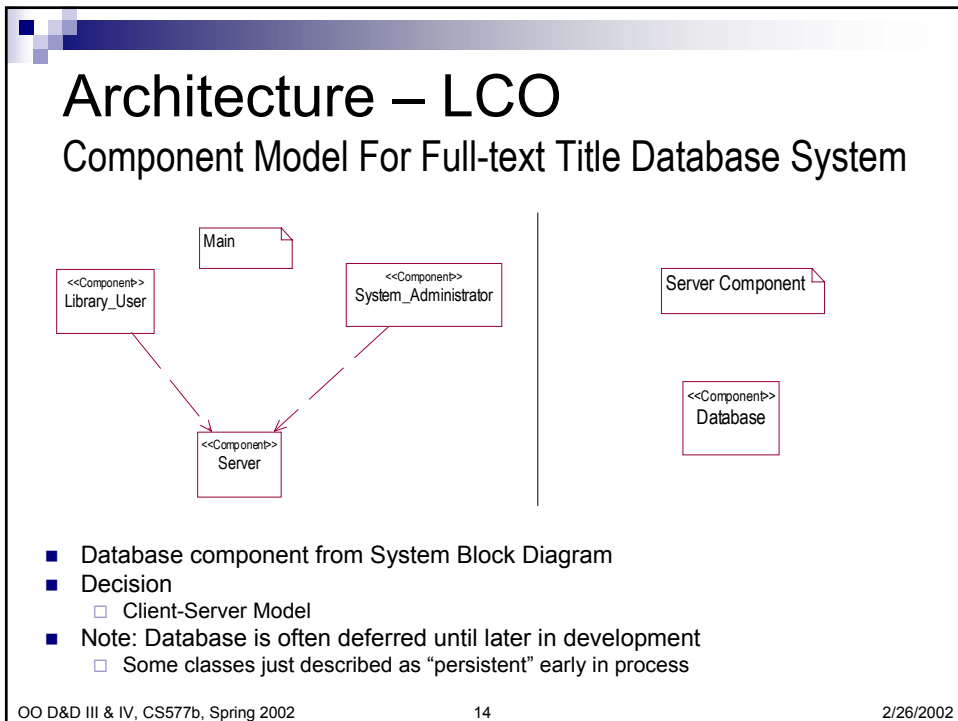 Architecture – LCO
Component Model For Full-text Title Database System
Main
<<Component>>
Library_User
<<Component>>
System_Administrator
<<Component>>
Server
Server Component
<<Component>>
Database
Database component from System Block Diagram
Decision
Client-Server Model
Note: Database is often deferred until later in development
Some classes just described as “persistent” early in process
OO D&D III & IV, CS577b, Spring 2002 14 2/26/2002